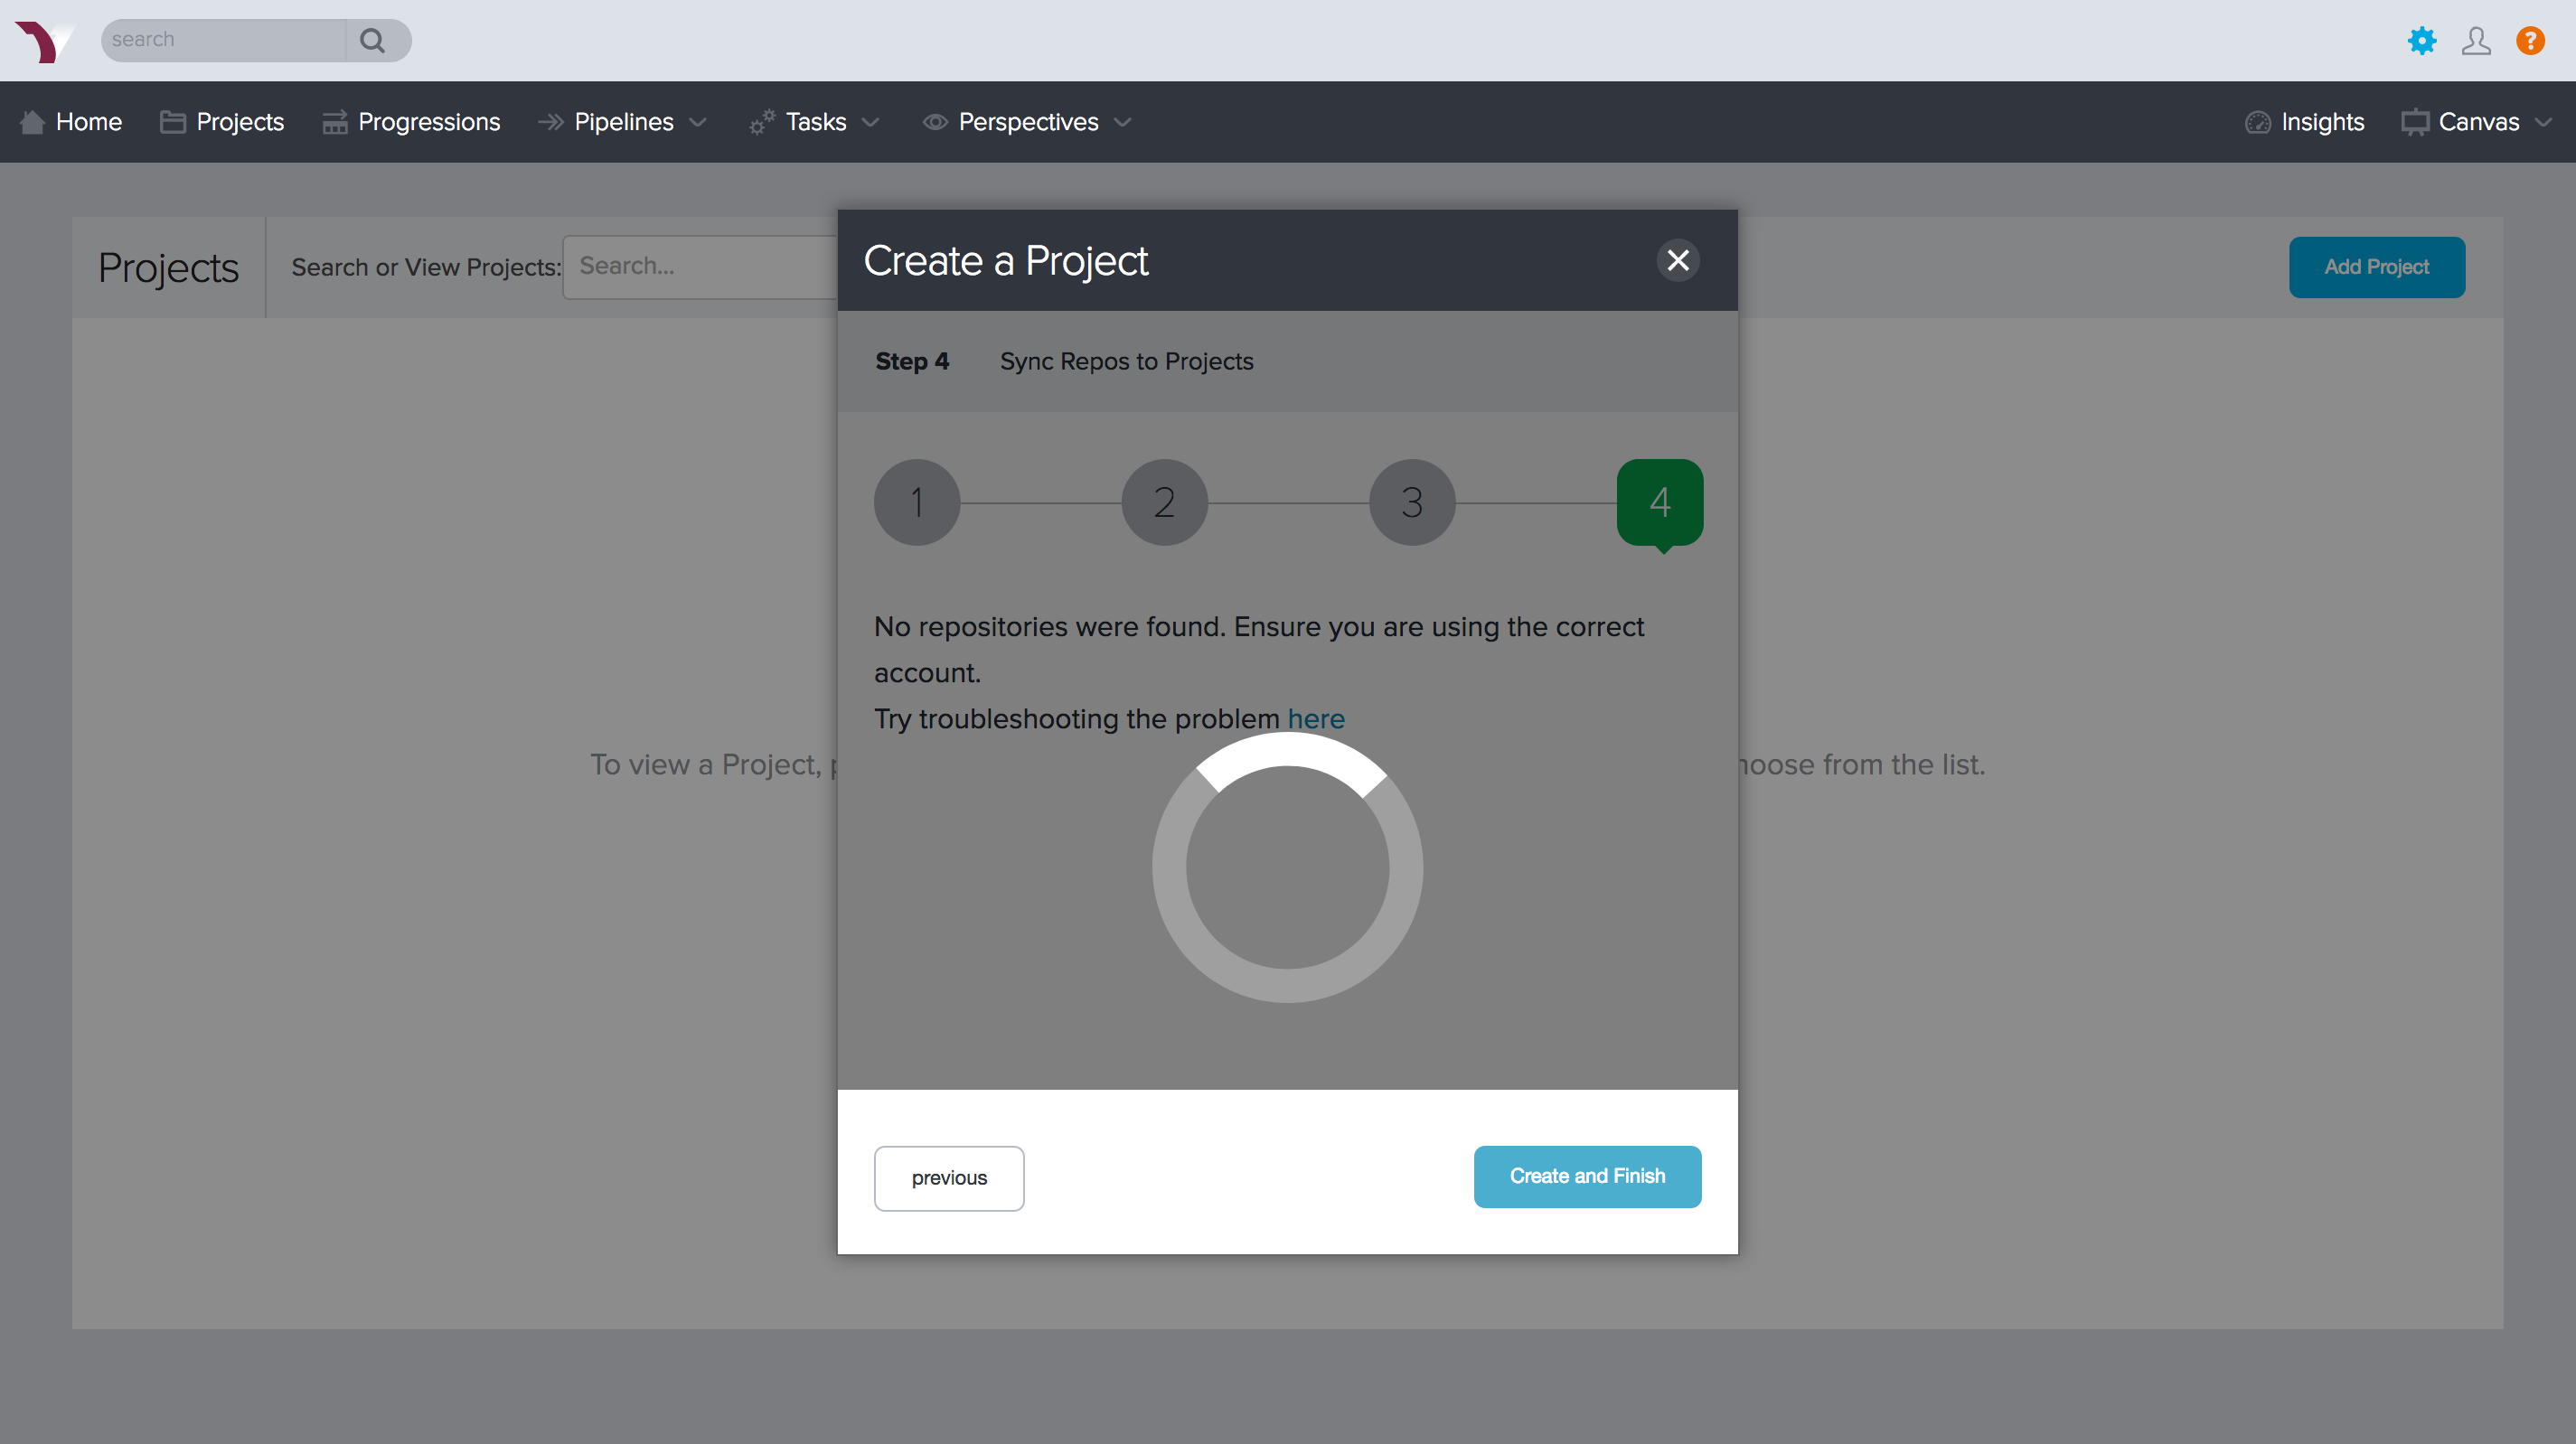 search
?
Home Projects Progressions Pipelines Tasks Perspectives Insights Canvas
Projects Search or View Projects: Search... Add Project
Create a Project
Step 4 Sync Repos to Projects
1 2 3 4
No repositories were found. Ensure you are using the correct
account.
Try troubleshooting the problem here
To view a Project,
hoose from the list.
previous Create and Finish